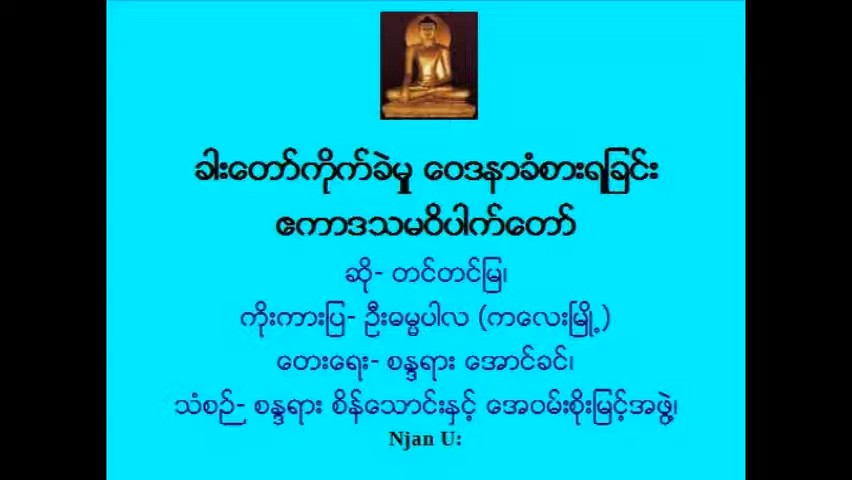 ခါးတော်ကိုက်ခဲမှု ဝေဒနာခံစားရခြင်း
ဧကာဒသမဝိပါက်တော်
ဆို- တင်တင်မြ၊
ကိုးကားပြ- ဦးဓမ္မပါလ (ကလေးမြို့)
တေးရေး- စန္ဒရား အောင်ခင်၊
သံစဉ်- စန္ဒရား စိန်သောင်းနှင့် အေဝမ်းစိုးမြင့်အဖွဲ့၊
Njan U: